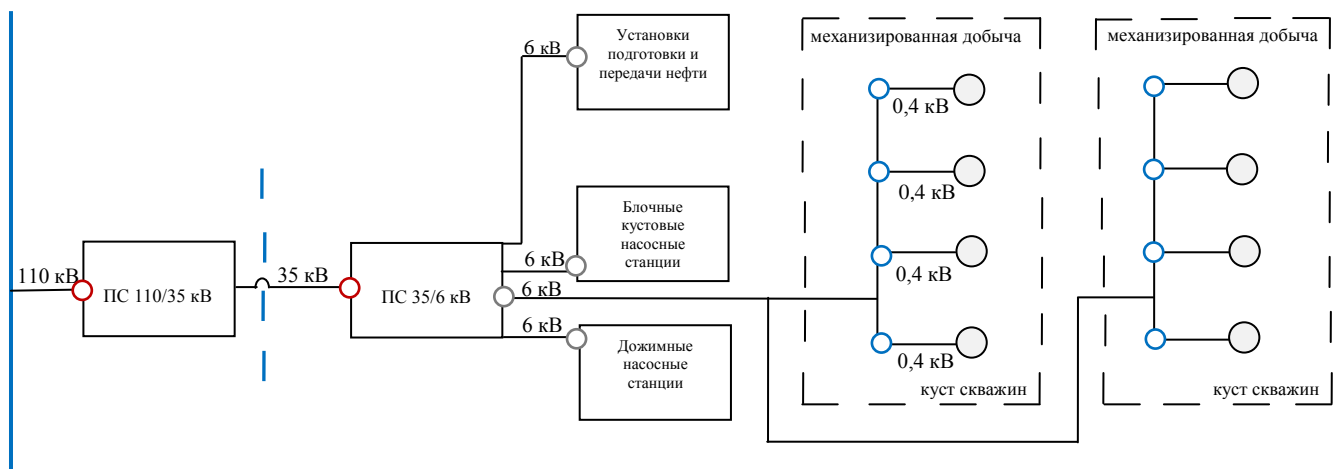 6 кВ
Установки
подготовки и
передачи нефти
механизированная добыча
механизированная добыча
0,4 кВ
0,4 кВ
Блочные
кустовые
насосные
станции
6 кВ
110 кВ
ПС 110/35 кВ
35 кВ
ПС 35/6 кВ
6 кВ
0,4 кВ
6 кВ
Дожимные
насосные
станции
0,4 кВ
куст скважин
куст скважин